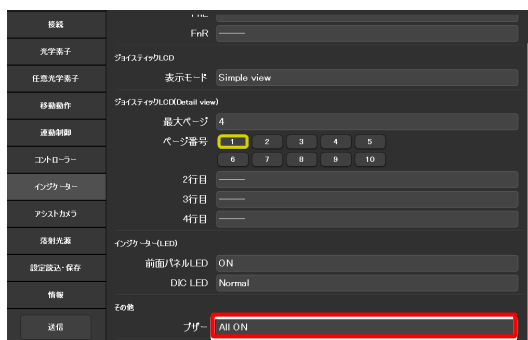 接続
光学素子
任意光学素子
移動動作
連動制御
コントローラー
インジケーター
アシストカメラ
落射光源
設定読込・保存
情報
送信
FnR ――
ジョイスティックLCD
表示モード Simple view
ジョイスティックLCD(Detail view)
最大ページ 4
ページ番号 1 2 3 4 5
6 7 8 9 10
2行目 ――
3行目 ――
4行目 ――
インジケーター(LED)
前面パネルLED ON
DIC LED Normal
その他
ブザー All ON